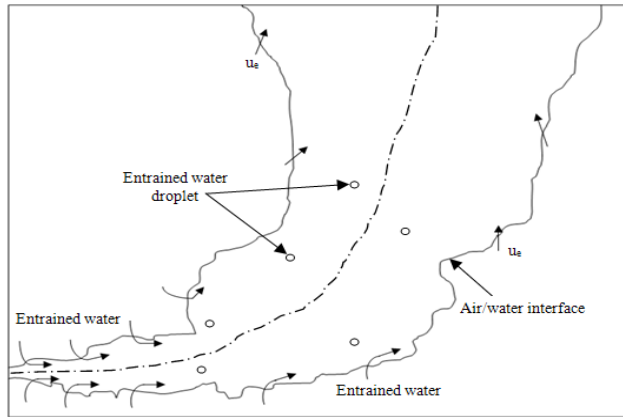 uₑ
Entrained water
droplet
uₑ
Entrained water
Air/water interface
Entrained water